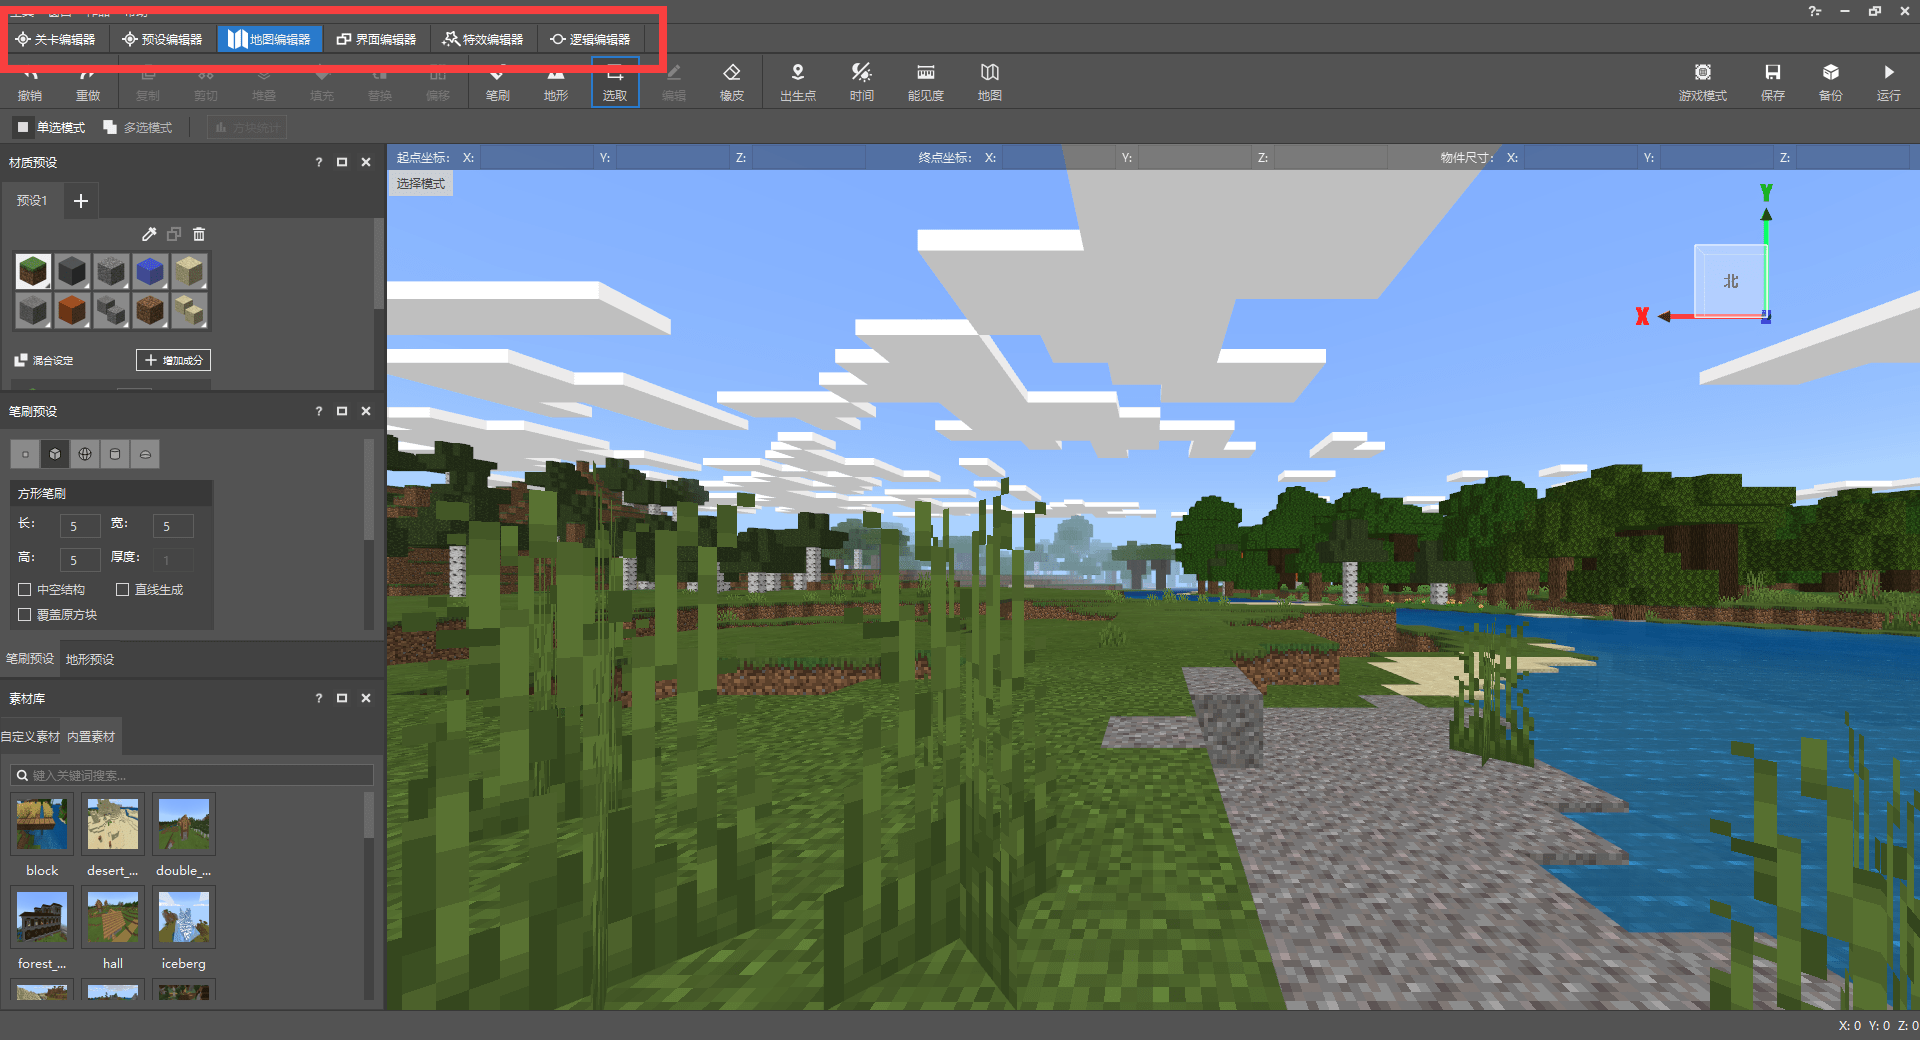 关卡编辑器 预设编辑器 地图编辑器 界面编辑器 特效编辑器 逻辑编辑器
撤销 重做 复制 剪切 堆叠 填充 替换 偏移 笔刷 地形 选取 编辑 橡皮 出生点 时间 能见度 地图 游戏模式 保存 备份 运行
单选模式 多选模式 方块统计
材质预设 ?
起点坐标: X: Y: Z: 终点坐标: X: Y: Z: 物件尺寸: X: Y: Z:
选择模式
预设1 +
Y
北
X
混合设定 + 增加成分
笔刷预设 ?
方形笔刷
长: 5 宽: 5
高: 5 厚度: 1
中空结构 直线生成
覆盖原方块
笔刷预设 地形预设
素材库 ?
自定义素材 内置素材
键入关键词搜索...
block desert_... double_...
forest_... hall iceberg
X: 0 Y: 0 Z: 0